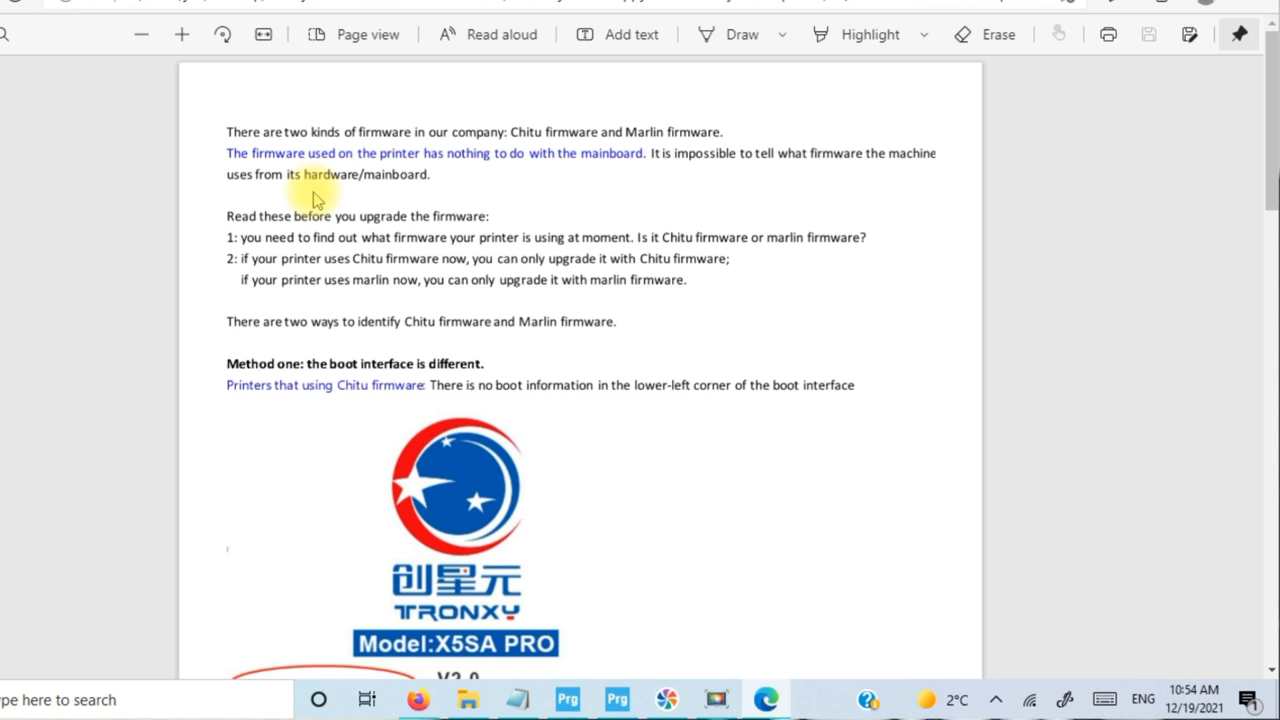 Page view
Read aloud
Add text
Draw
Highlight
Erase
There are two kinds of firmware in our company: Chitu firmware and Marlin firmware.
The firmware used on the printer has nothing to do with the mainboard. It is impossible to tell what firmware the machine
uses from its hardware/mainboard.
Read these before you upgrade the firmware:
1: you need to find out what firmware your printer is using at moment. Is it Chitu firmware or marlin firmware?
2: if your printer uses Chitu firmware now, you can only upgrade it with Chitu firmware;
if your printer uses marlin now, you can only upgrade it with marlin firmware.
There are two ways to identify Chitu firmware and Marlin firmware.
Method one: the boot interface is different.
Printers that using Chitu firmware: There is no boot information in the lower-left corner of the boot interface
创星元
TRONXY
Model:X5SA PRO
pe here to search
Prg
Prg
2°C
ENG
10:54 AM
12/19/2021
1